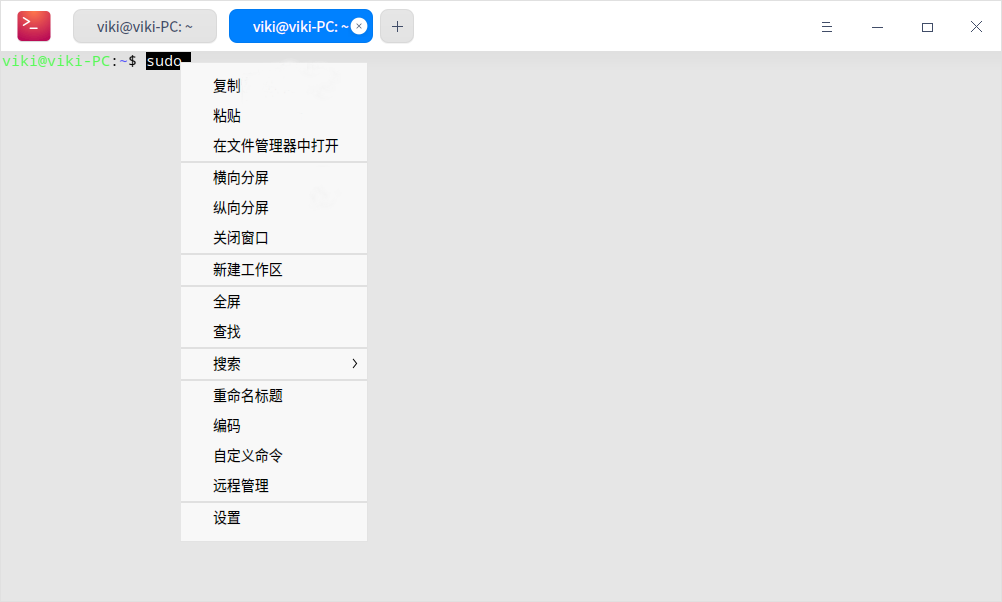 viki@viki-PC: ~
viki@viki-PC: ~
viki@viki-PC:~$ sudo
复制
粘贴
在文件管理器中打开
横向分屏
纵向分屏
关闭窗口
新建工作区
全屏
查找
搜索
重命名标题
编码
自定义命令
远程管理
设置